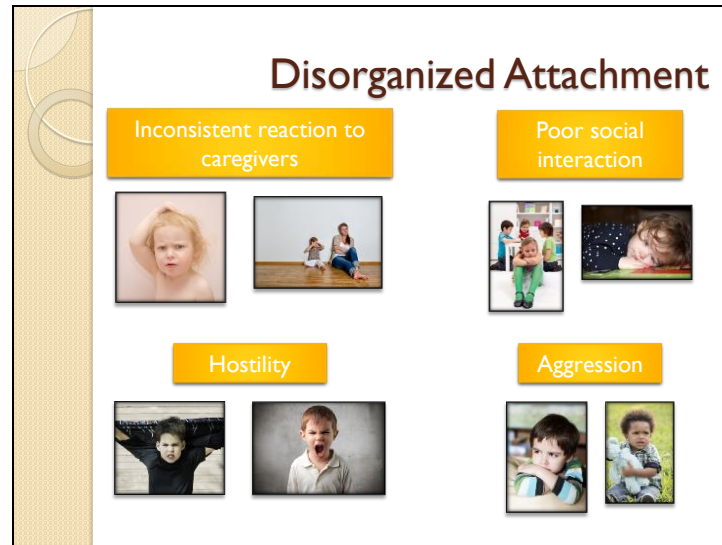 Disorganized Attachment
Inconsistent reaction to
caregivers
Poor social
interaction
Hostility
Aggression